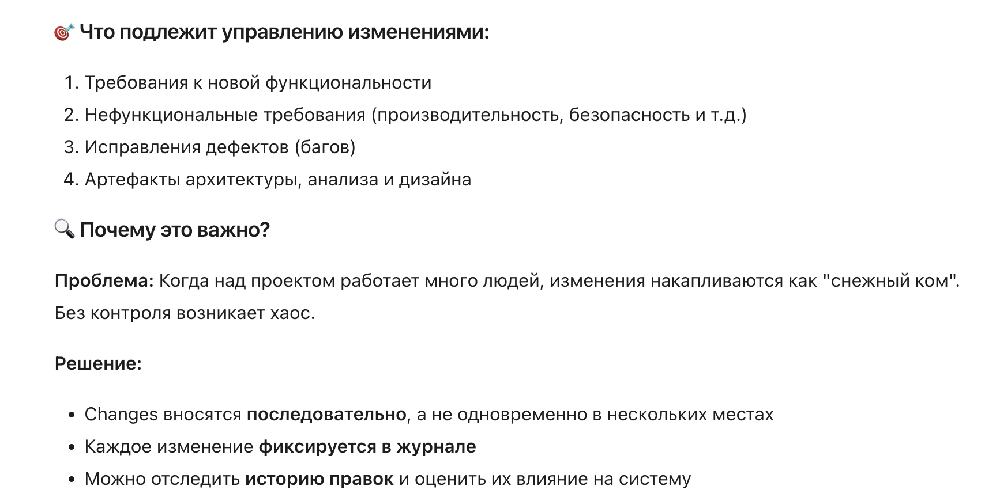 🎯 Что подлежит управлению изменениями:
1. Требования к новой функциональности
2. Нефункциональные требования (производительность, безопасность и т.д.)
3. Исправления дефектов (багов)
4. Артефакты архитектуры, анализа и дизайна
🔍 Почему это важно?
Проблема: Когда над проектом работает много людей, изменения накапливаются как "снежный ком".
Без контроля возникает хаос.
Решение:
• Changes вносятся последовательно, а не одновременно в нескольких местах
• Каждое изменение фиксируется в журнале
• Можно отследить историю правок и оценить их влияние на систему